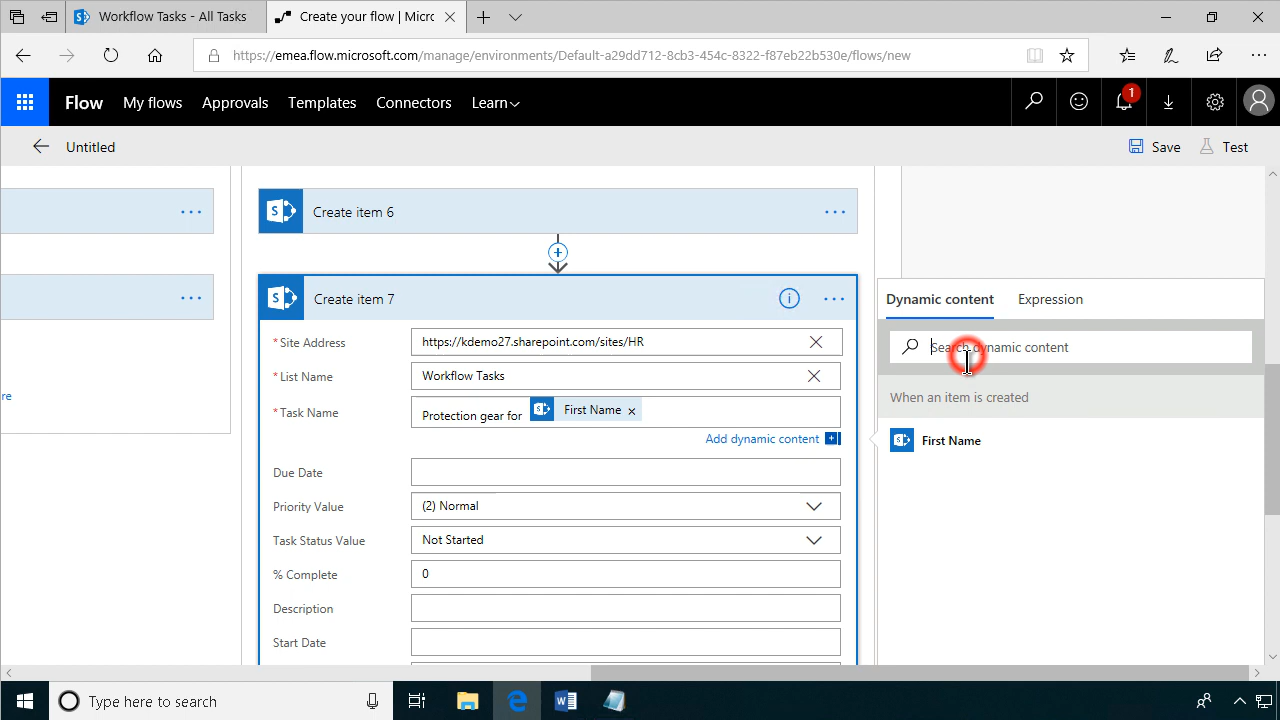 Workflow Tasks - All Tasks
Create your flow | Micro
https://emea.flow.microsoft.com/manage/environments/Default-a29dd712-8cb3-454c-8322-f87eb22b530e/flows/new
Flow My flows Approvals Templates Connectors Learn 1
Untitled Save Test
Create item 6
Create item 7
Dynamic content Expression
* Site Address https://kdemo27.sharepoint.com/sites/HR
Search dynamic content
* List Name Workflow Tasks
When an item is created
re
* Task Name Protection gear for First Name ×
Add dynamic content
First Name
Due Date
Priority Value (2) Normal
Task Status Value Not Started
% Complete 0
Description
Start Date
Type here to search